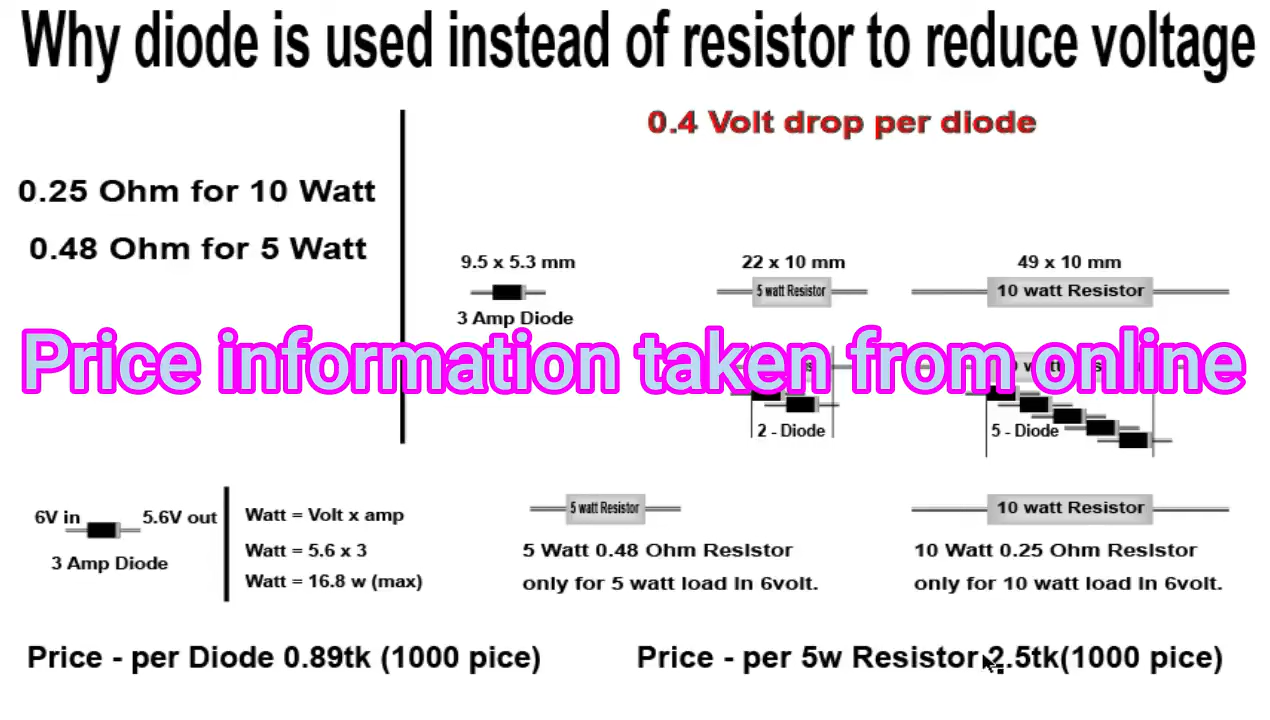 Why diode is used instead of resistor to reduce voltage
0.4 Volt drop per diode
0.25 Ohm for 10 Watt
0.48 Ohm for 5 Watt
9.5 x 5.3 mm
3 Amp Diode
22 x 10 mm
5 watt Resistor
49 x 10 mm
10 watt Resistor
Price information taken from online
2 - Diode
5 - Diode
6V in
5.6V out
3 Amp Diode
Watt = Volt x amp
Watt = 5.6 x 3
Watt = 16.8 w (max)
5 watt Resistor
5 Watt 0.48 Ohm Resistor
only for 5 watt load in 6volt.
10 watt Resistor
10 Watt 0.25 Ohm Resistor
only for 10 watt load in 6volt.
Price - per Diode 0.89tk (1000 pice)
Price - per 5w Resistor 2.5tk(1000 pice)